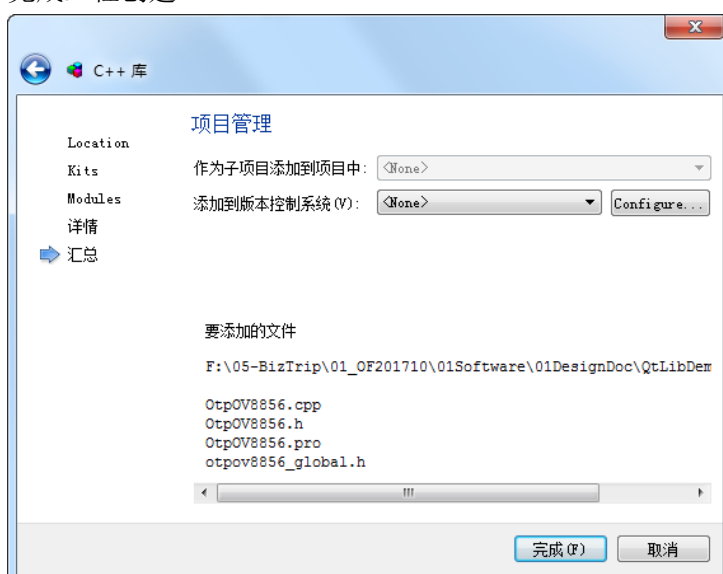 C++ 库
项目管理
Location
Kits
Modules
详情
汇总
作为子项目添加到项目中: <None>
添加到版本控制系统(V): <None> Configure...
要添加的文件
F:\05-BizTrip\01_OF201710\01Software\01DesignDoc\QtLibDem
OtpOV8856.cpp
OtpOV8856.h
OtpOV8856.pro
otpov8856_global.h
完成(F) 取消